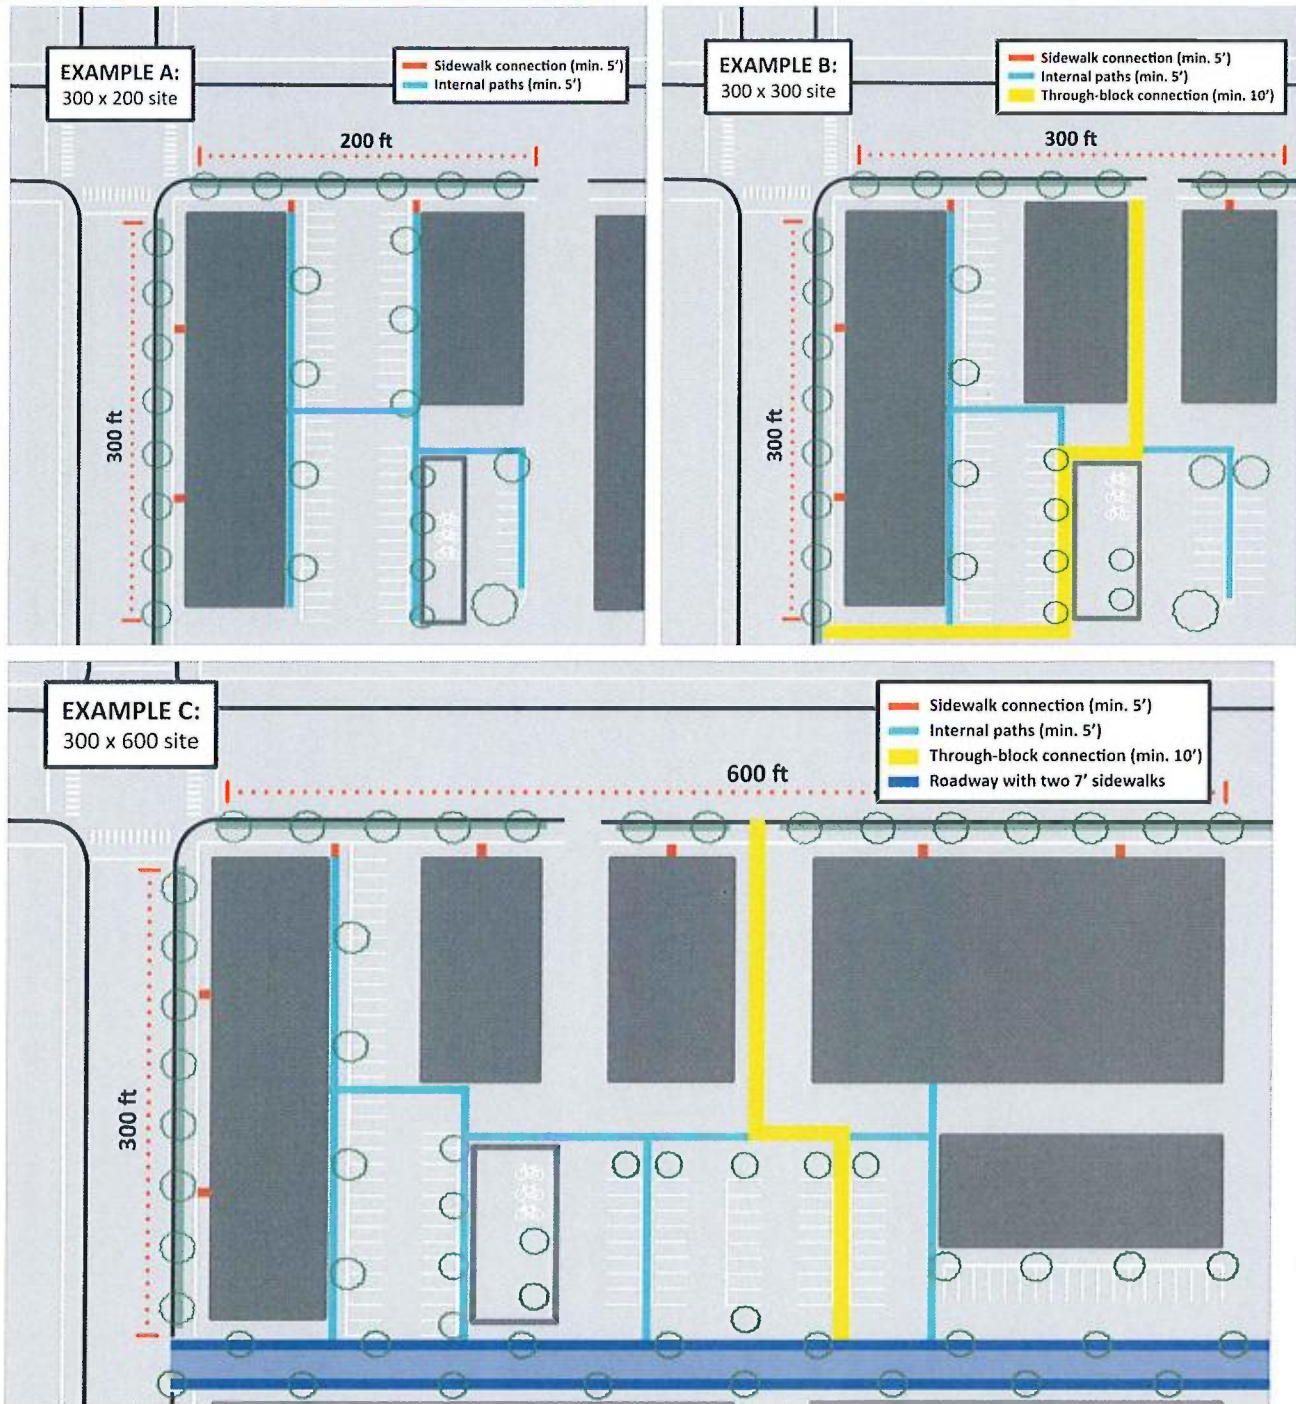 EXAMPLE A:
300 x 200 site
Sidewalk connection (min. 5')
Internal paths (min. 5')
200 ft
300 ft
EXAMPLE B:
300 x 300 site
Sidewalk connection (min. 5')
Internal paths (min. 5')
Through-block connection (min. 10')
300 ft
300 ft
EXAMPLE C:
300 x 600 site
Sidewalk connection (min. 5')
Internal paths (min. 5')
Through-block connection (min. 10')
Roadway with two 7' sidewalks
600 ft
300 ft